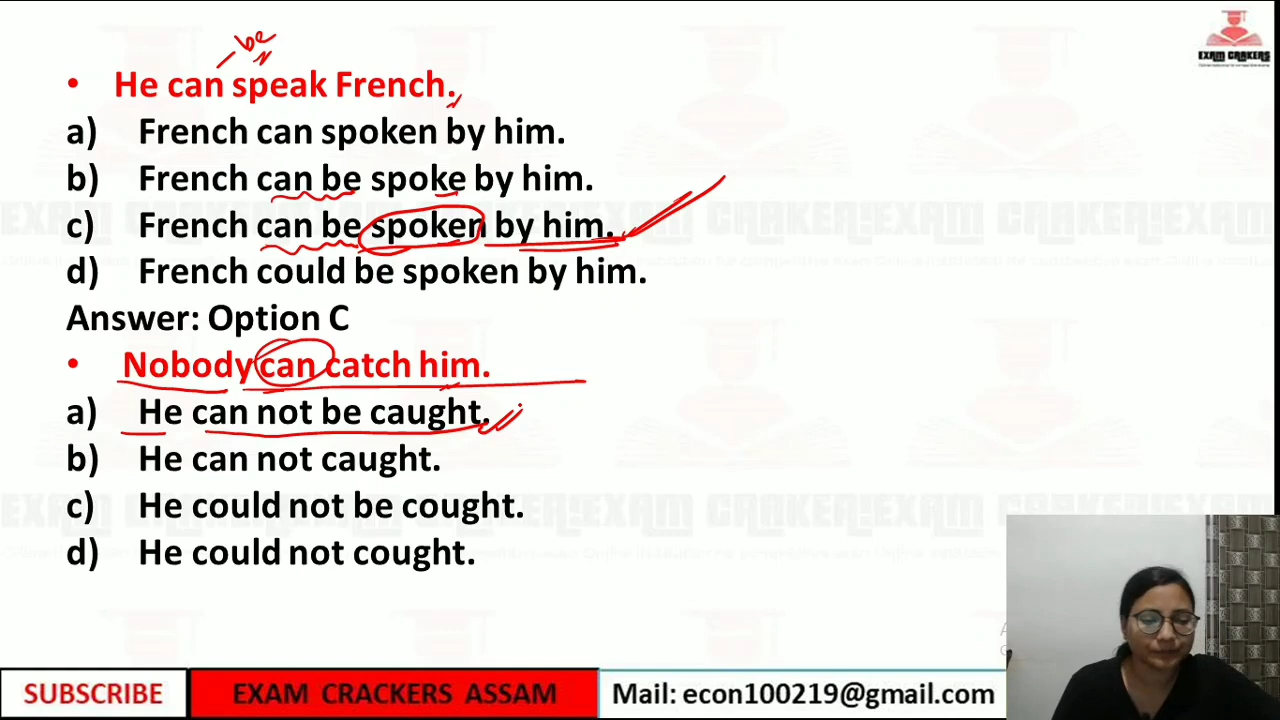 be
• He can speak French.
a) French can spoken by him.
b) French can be spoke by him.
c) French can be spoken by him.
d) French could be spoken by him.
Answer: Option C
• Nobody can catch him.
a) He can not be caught.
b) He can not caught.
c) He could not be cought.
d) He could not cought.
EXAM CRAKERS
SUBSCRIBE
EXAM CRACKERS ASSAM
Mail: econ100219@gmail.com